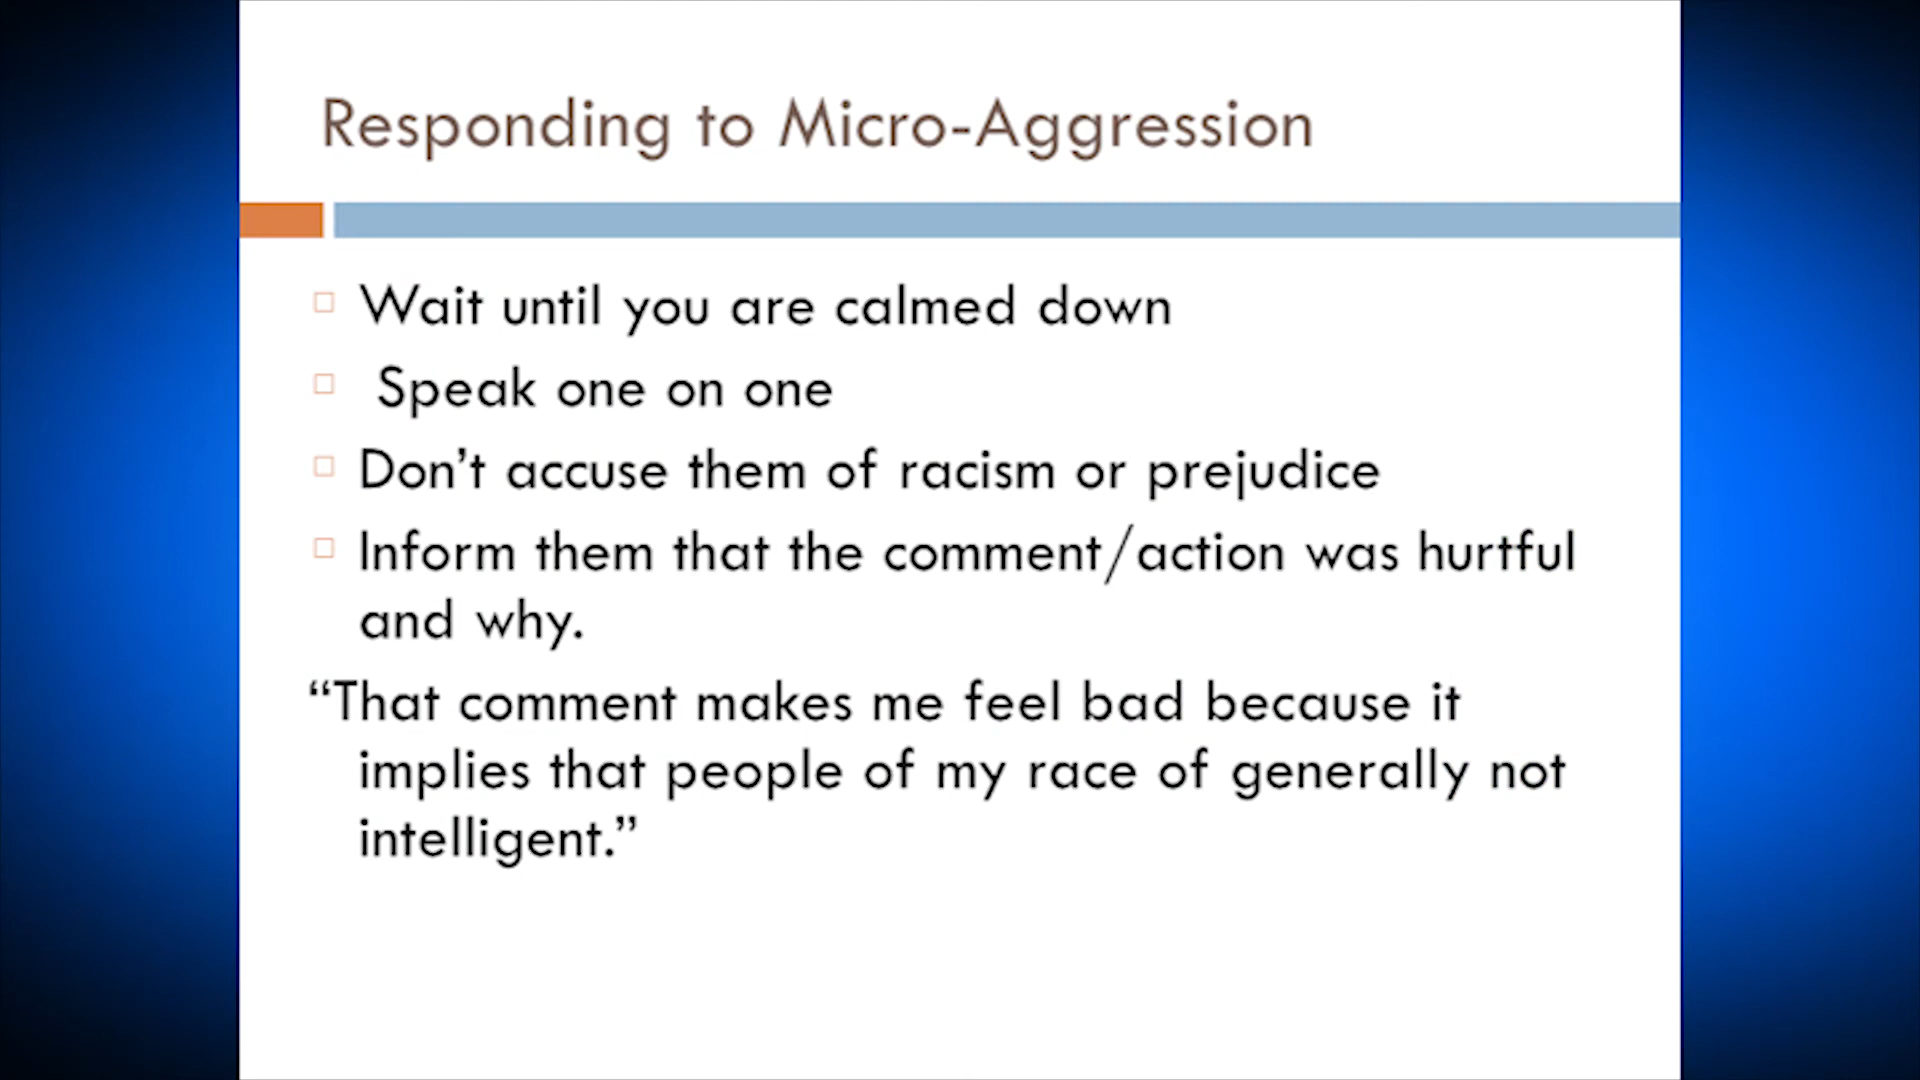 Responding to Micro-Aggression
Wait until you are calmed down
Speak one on one
Don’t accuse them of racism or prejudice
Inform them that the comment/action was hurtful
and why.
“That comment makes me feel bad because it
implies that people of my race of generally not
intelligent.”